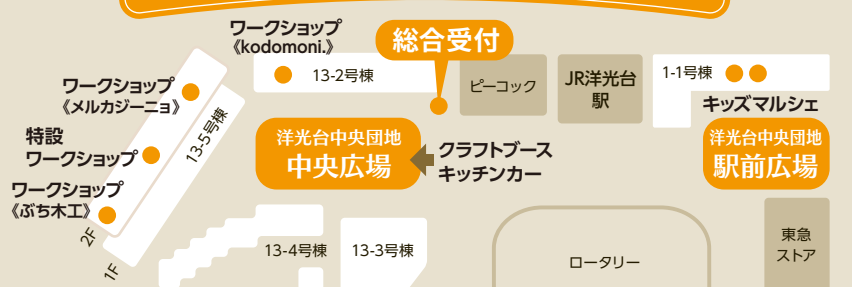 ワークショップ
《kodomoni.》
総合受付
13-2号棟
ピーコック
JR洋光台
駅
1-1号棟
キッズマルシェ
ワークショップ
《メルカジーニョ》
特設
ワークショップ
ワークショップ
《ぶち木工》
13-5号棟
2F
1F
洋光台中央団地
中央広場
クラフトブース
キッチンカー
洋光台中央団地
駅前広場
13-4号棟
13-3号棟
ロータリー
東急
ストア